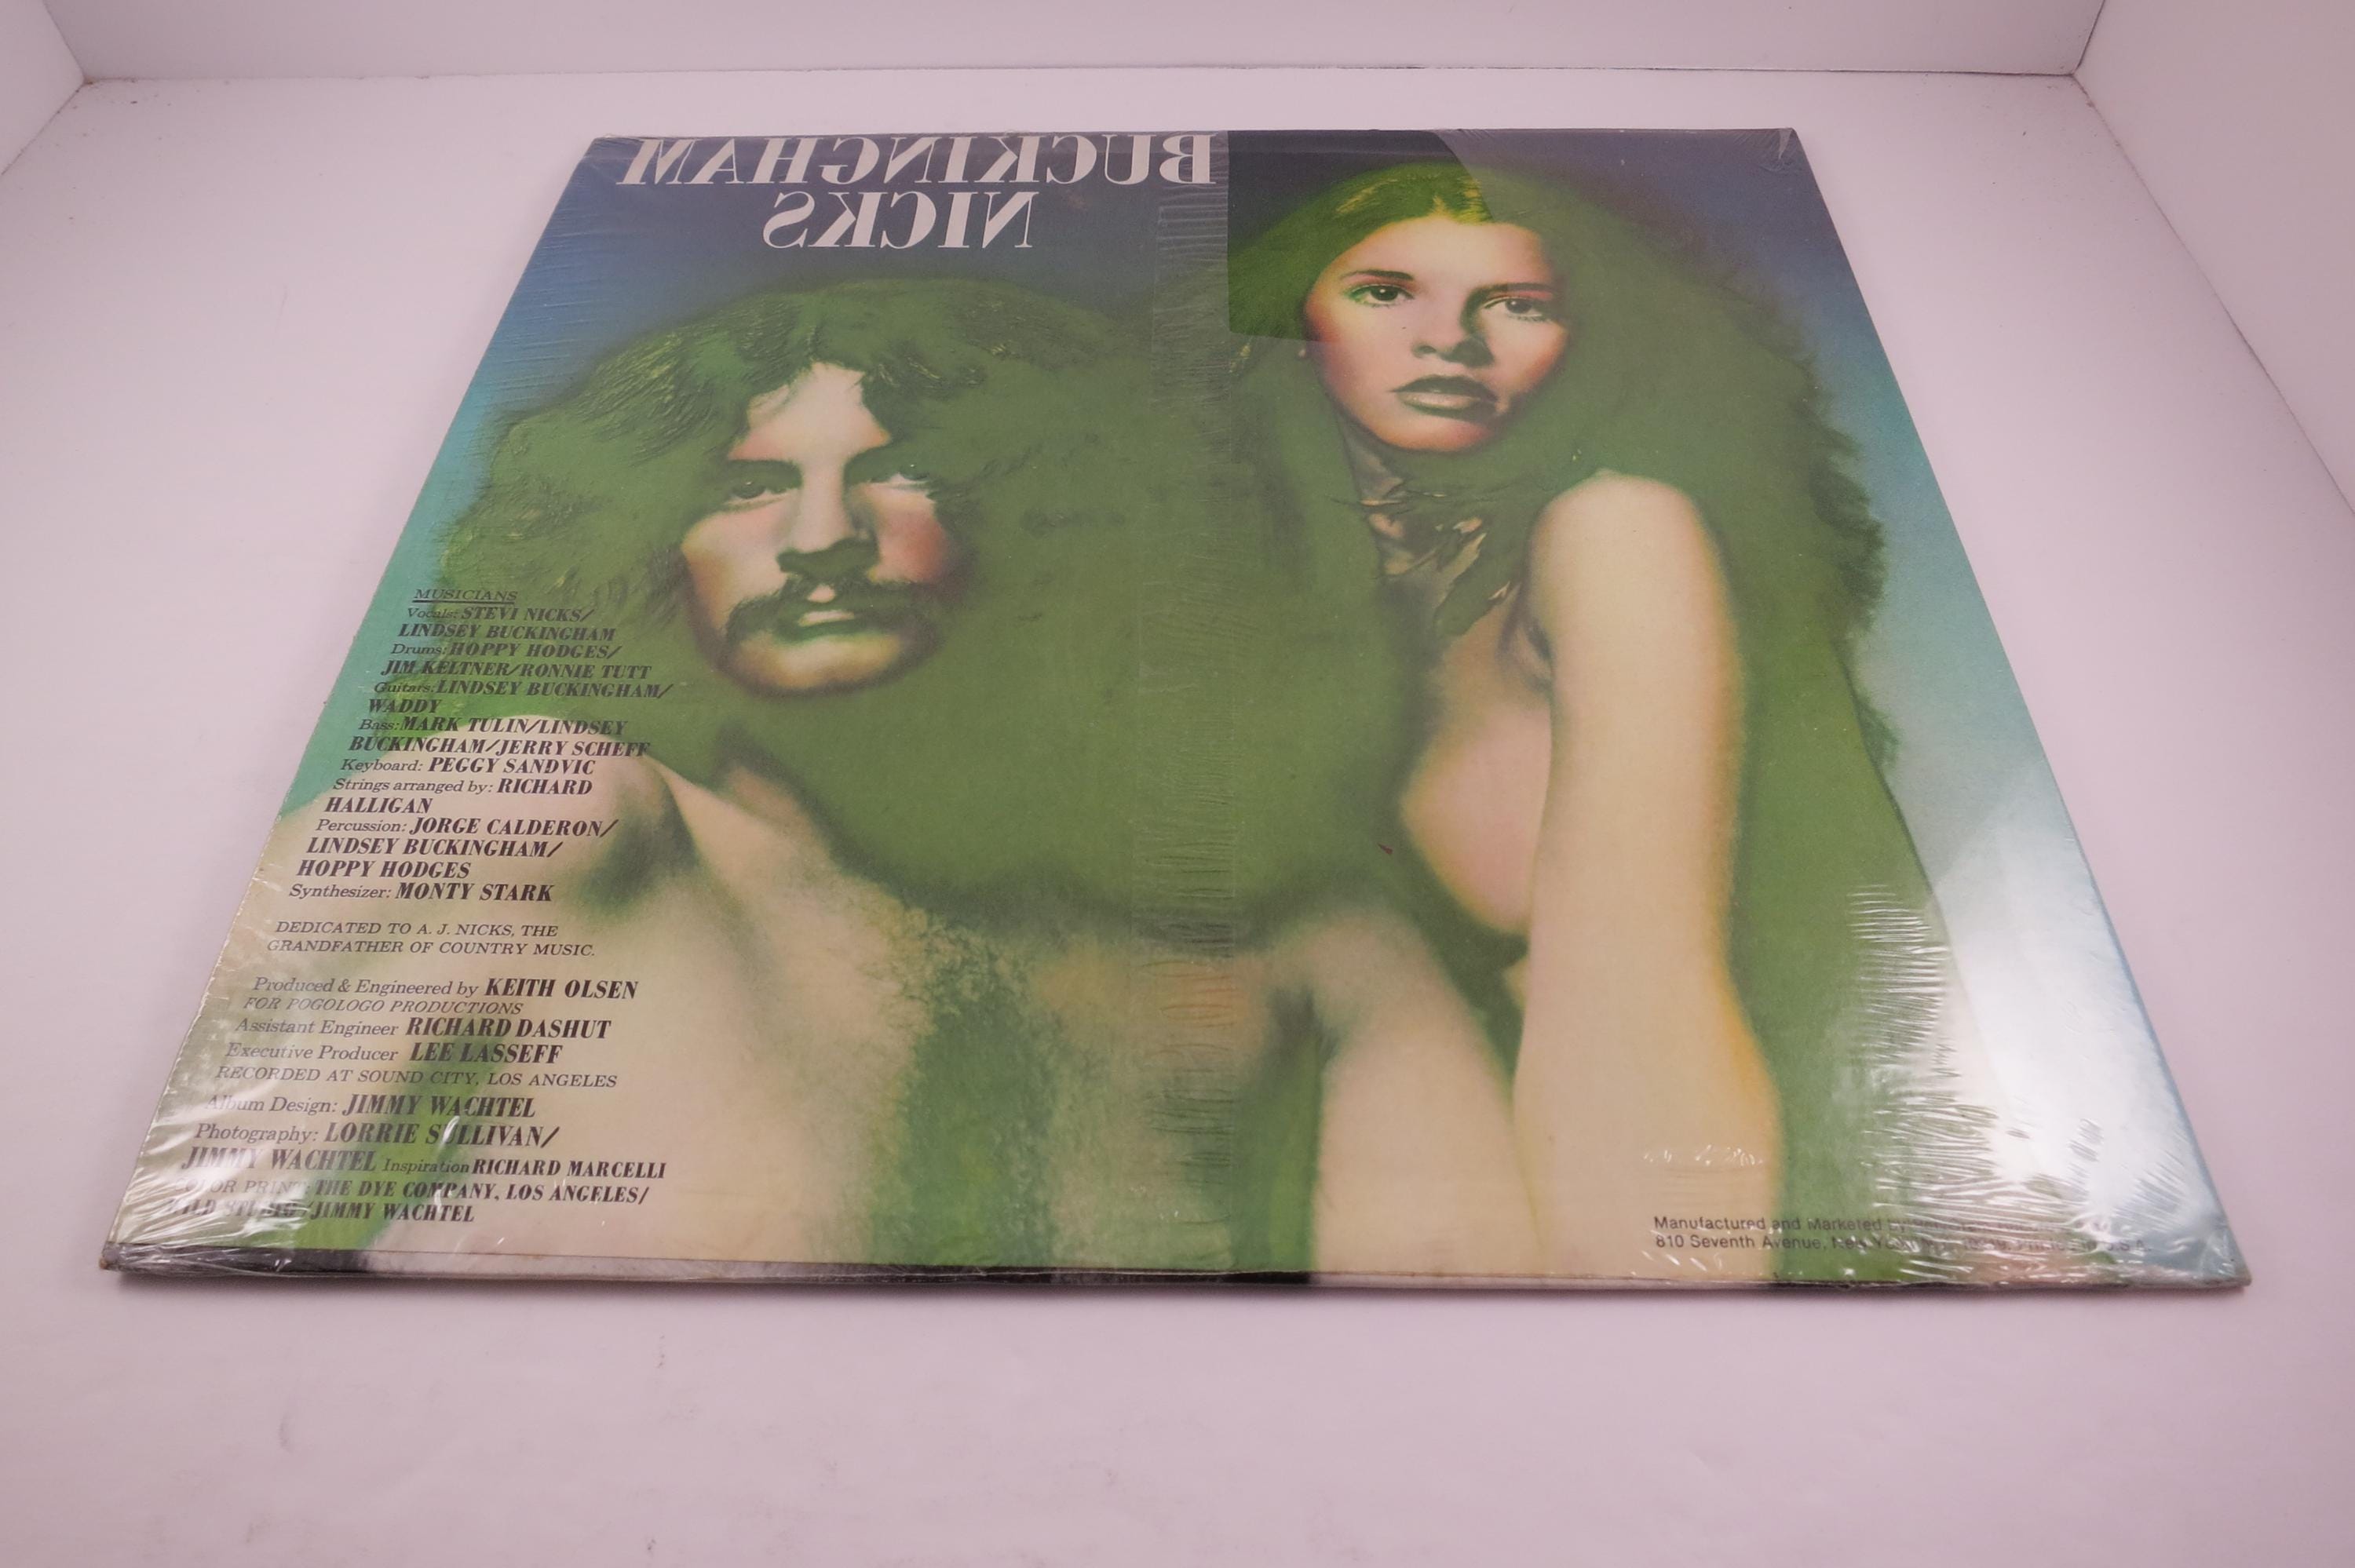 BUCKINGHAM
NICKS
MUSICIANS
Vocals: STEVI NICKS/
LINDSEY BUCKINGHAM
Drums: HOPPY HODGES/
JIM KELTNER/RONNIE TUTT
Guitars: LINDSEY BUCKINGHAM/
WADDY
Bass: MARK TULIN/LINDSEY
BUCKINGHAM/JERRY SCHEFF
Keyboard: PEGGY SANDVIC
Strings arranged by: RICHARD
HALLIGAN
Percussion: JORGE CALDERON/
LINDSEY BUCKINGHAM/
HOPPY HODGES
Synthesizer: MONTY STARK
DEDICATED TO A. J. NICKS, THE
GRANDFATHER OF COUNTRY MUSIC.
Produced & Engineered by KEITH OLSEN
FOR POGOLOGO PRODUCTIONS
Assistant Engineer RICHARD DASHUT
Executive Producer LEE LASSEFF
RECORDED AT SOUND CITY, LOS ANGELES
Album Design: JIMMY WACHTEL
Photography: LORRIE SULLIVAN/
JIMMY WACHTEL Inspiration RICHARD MARCELLI
COLOR PRINT: THE DYE COMPANY, LOS ANGELES/
/JIMMY WACHTEL
Manufactured and Marketed by
810 Seventh Avenue, New York